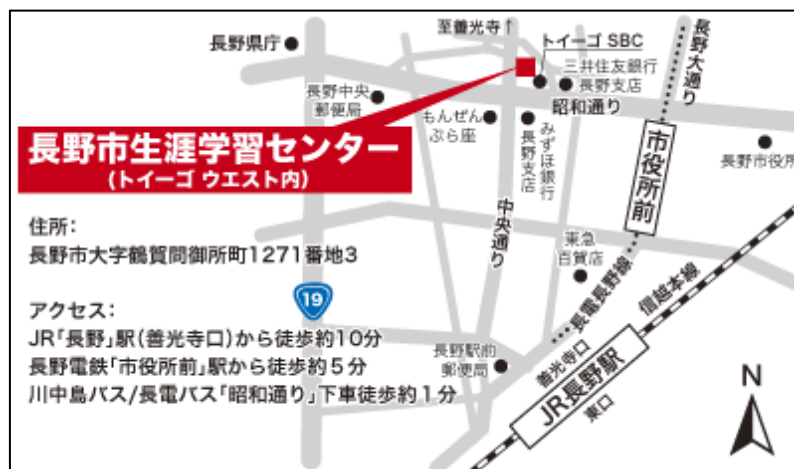 至善光寺↑
長野県庁
トイーゴ SBC
三井住友銀行
長野支店
長野大通り
長野中央
郵便局
昭和通り
もんぜん
ぷら座
みずほ銀行
長野支店
市役所前
長野市役所
長野市生涯学習センター
(トイーゴ ウエスト内)
中央通り
住所:
長野市大字鶴賀問御所町1271番地3
東急
百貨店
長電長野線
信越本線
アクセス:
19
JR「長野」駅(善光寺口)から徒歩約10分
長野電鉄「市役所前」駅から徒歩約5分
川中島バス/長電バス「昭和通り」下車徒歩約1分
長野駅前
郵便局
善光寺口
JR長野駅
東口
N